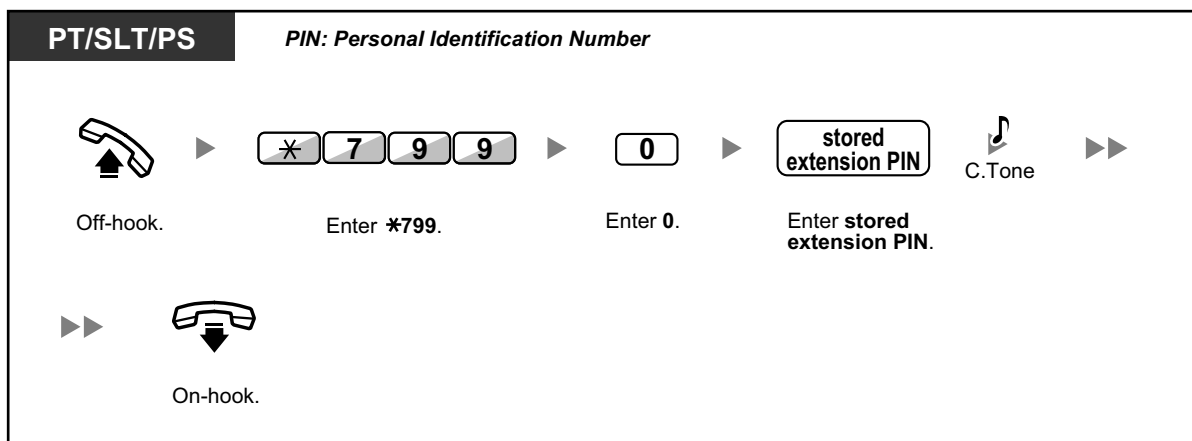 PT/SLT/PS
PIN: Personal Identification Number
* 7 9 9
0
stored
extension PIN
C.Tone
Off-hook.
Enter *799.
Enter 0.
Enter stored
extension PIN.
On-hook.